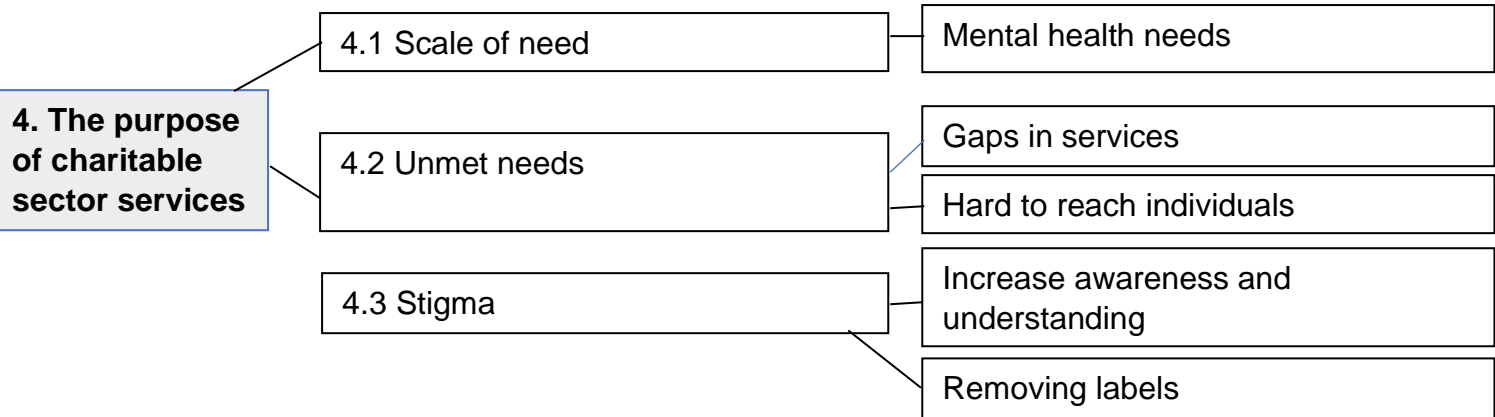 4. The purpose
of charitable
sector services
4.1 Scale of need
Mental health needs
4.2 Unmet needs
Gaps in services
Hard to reach individuals
4.3 Stigma
Increase awareness and
understanding
Removing labels